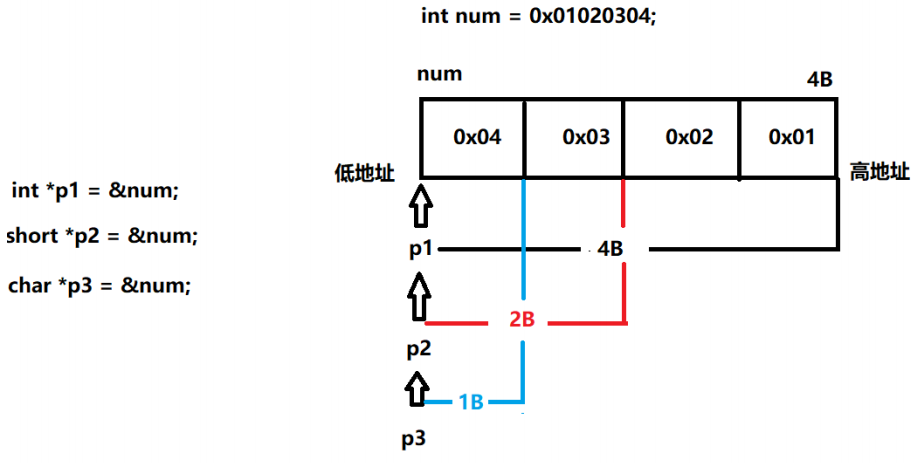 int num = 0x01020304;
num
4B
0x04
0x03
0x02
0x01
低地址
高地址
int *p1 = &num;
short *p2 = &num;
char *p3 = &num;
p1
4B
2B
p2
1B
p3